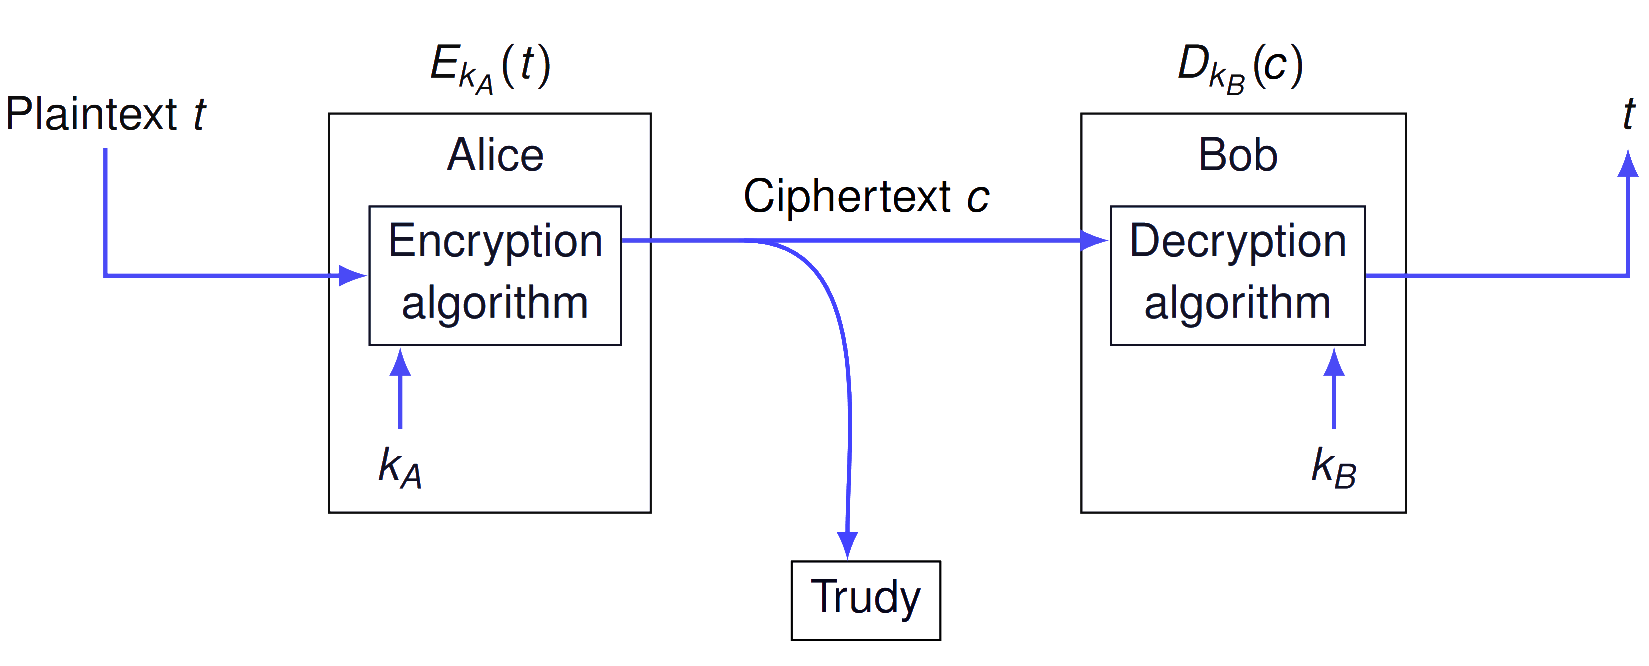 E_{k_A}(t)
D_{k_B}(c)
Plaintext t
t
Alice
Bob
Ciphertext c
Encryption
algorithm
Decryption
algorithm
k_A
k_B
Trudy